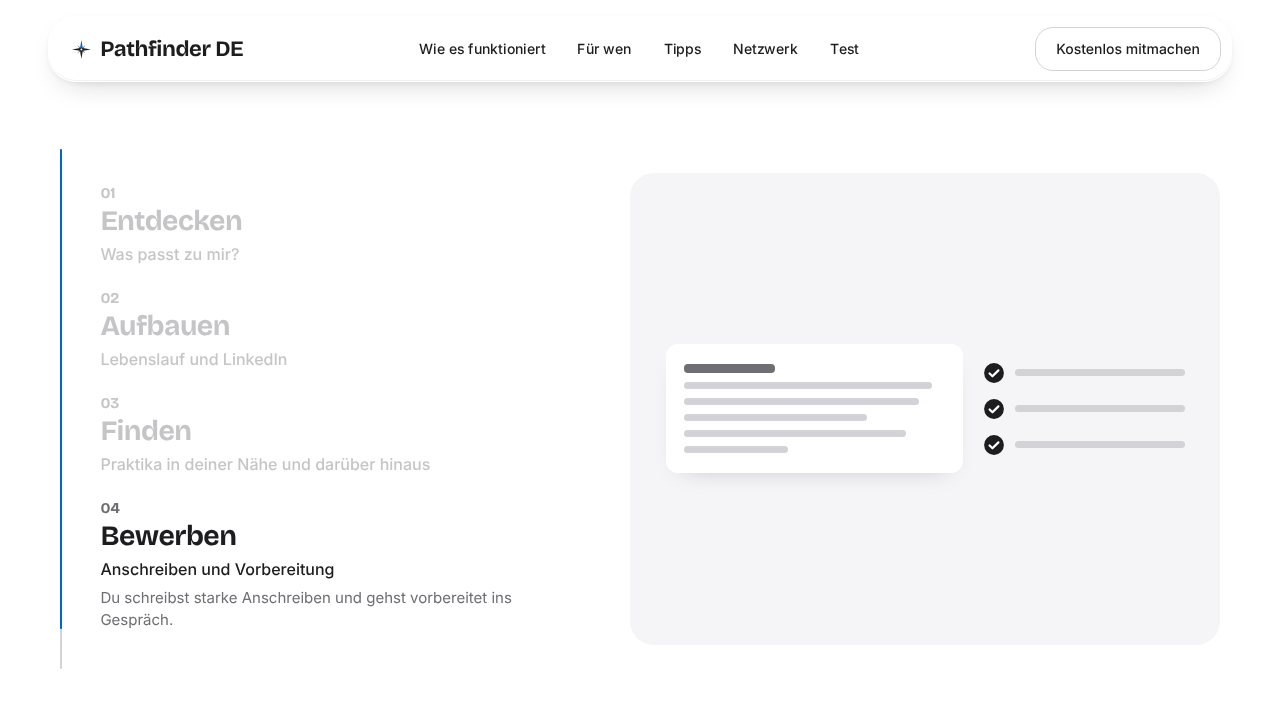 Pathfinder DE
Wie es funktioniert
Für wen
Tipps
Netzwerk
Test
Kostenlos mitmachen
01
Entdecken
Was passt zu mir?
02
Aufbauen
Lebenslauf und LinkedIn
03
Finden
Praktika in deiner Nähe und darüber hinaus
04
Bewerben
Anschreiben und Vorbereitung
Du schreibst starke Anschreiben und gehst vorbereitet ins
Gespräch.